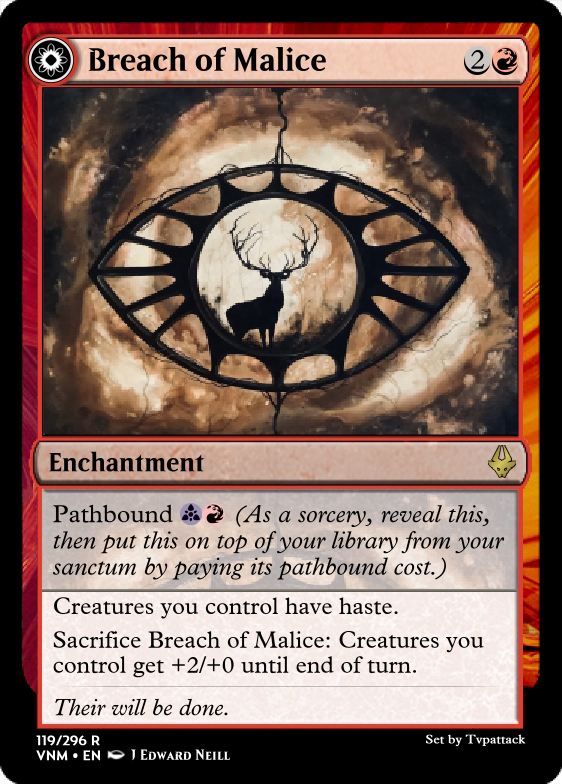 Breach of Malice 2
Enchantment
Pathbound (As a sorcery, reveal this,
then put this on top of your library from your
sanctum by paying its pathbound cost.)
Creatures you control have haste.
Sacrifice Breach of Malice: Creatures you
control get +2/+0 until end of turn.
Their will be done.
119/296 R
Set by Tvpattack
VNM • EN J Edward Neill